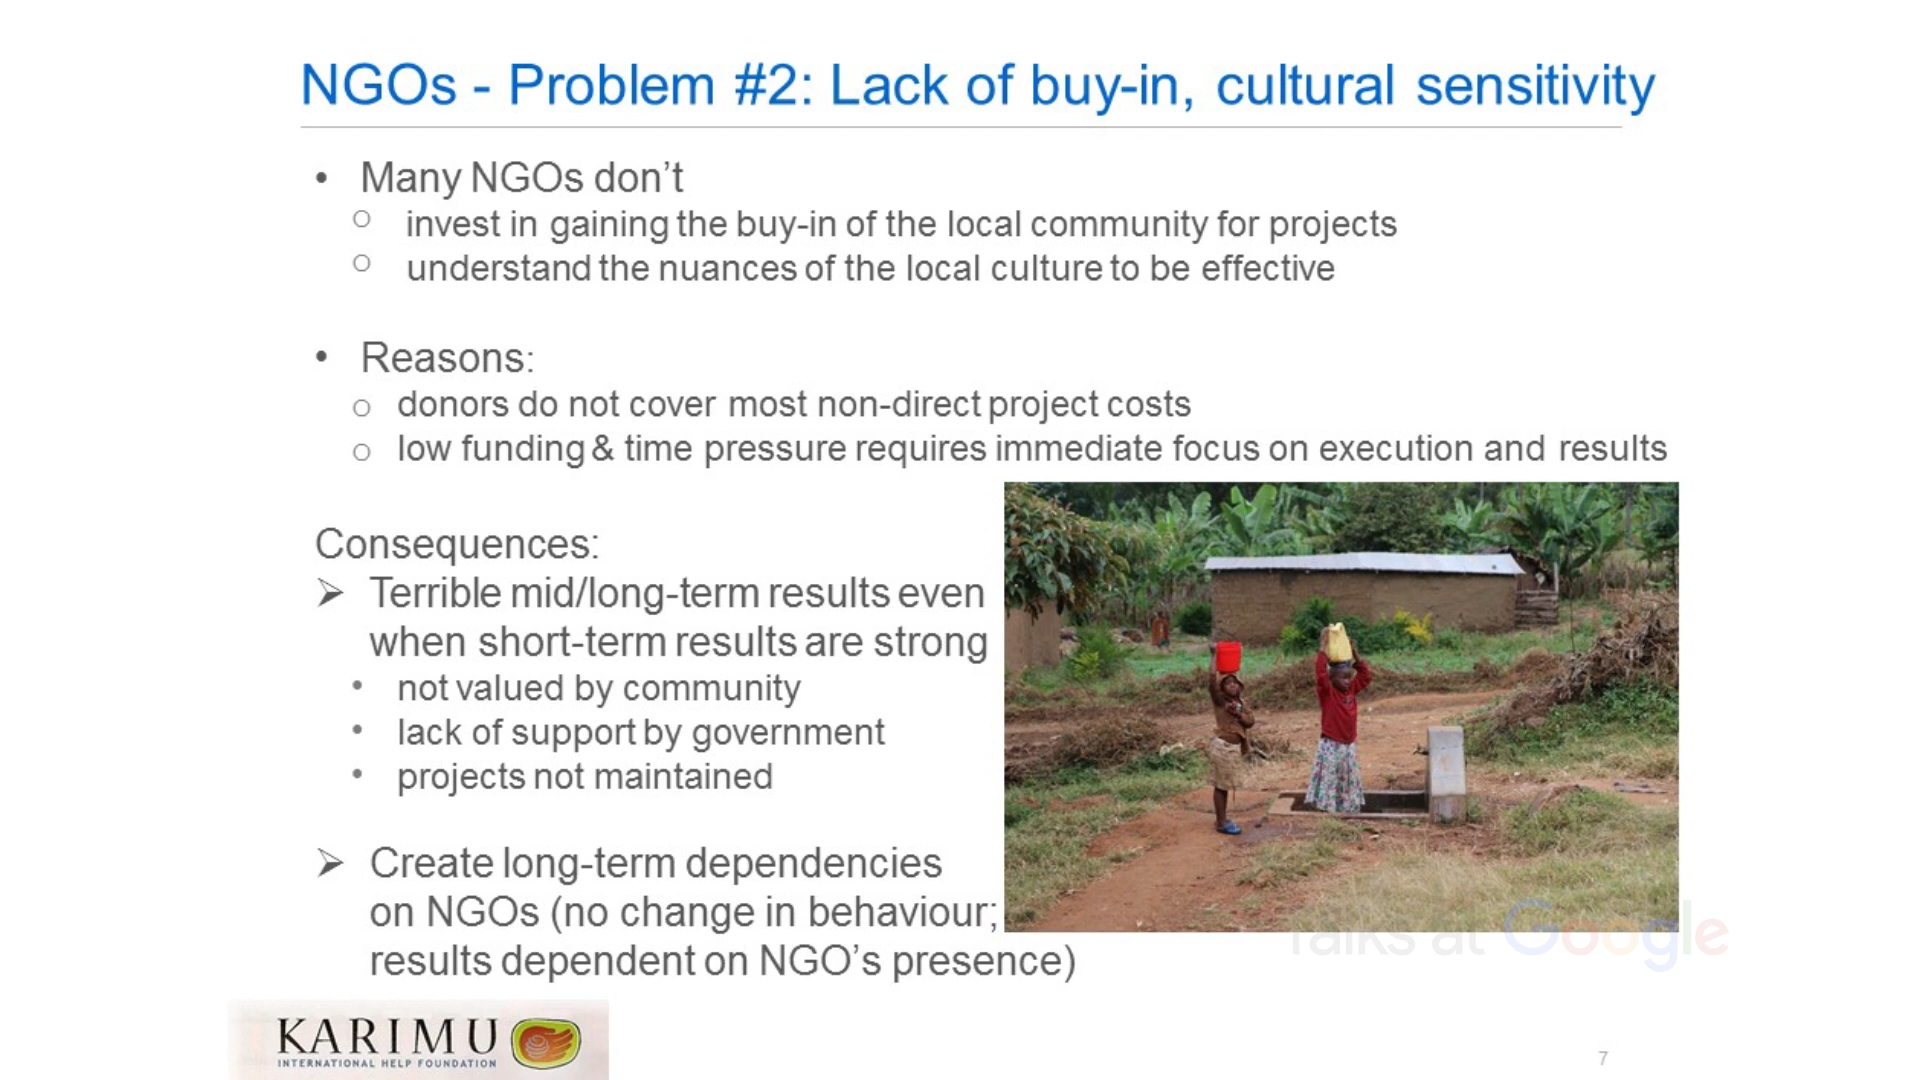 NGOs - Problem #2: Lack of buy-in, cultural sensitivity
• Many NGOs don’t
○ invest in gaining the buy-in of the local community for projects
○ understand the nuances of the local culture to be effective
• Reasons:
○ donors do not cover most non-direct project costs
○ low funding & time pressure requires immediate focus on execution and results
Consequences:
➢ Terrible mid/long-term results even
when short-term results are strong
• not valued by community
• lack of support by government
• projects not maintained
➢ Create long-term dependencies
on NGOs (no change in behaviour;
results dependent on NGO’s presence)
Talks at Google
KARIMU
INTERNATIONAL HELP FOUNDATION
7